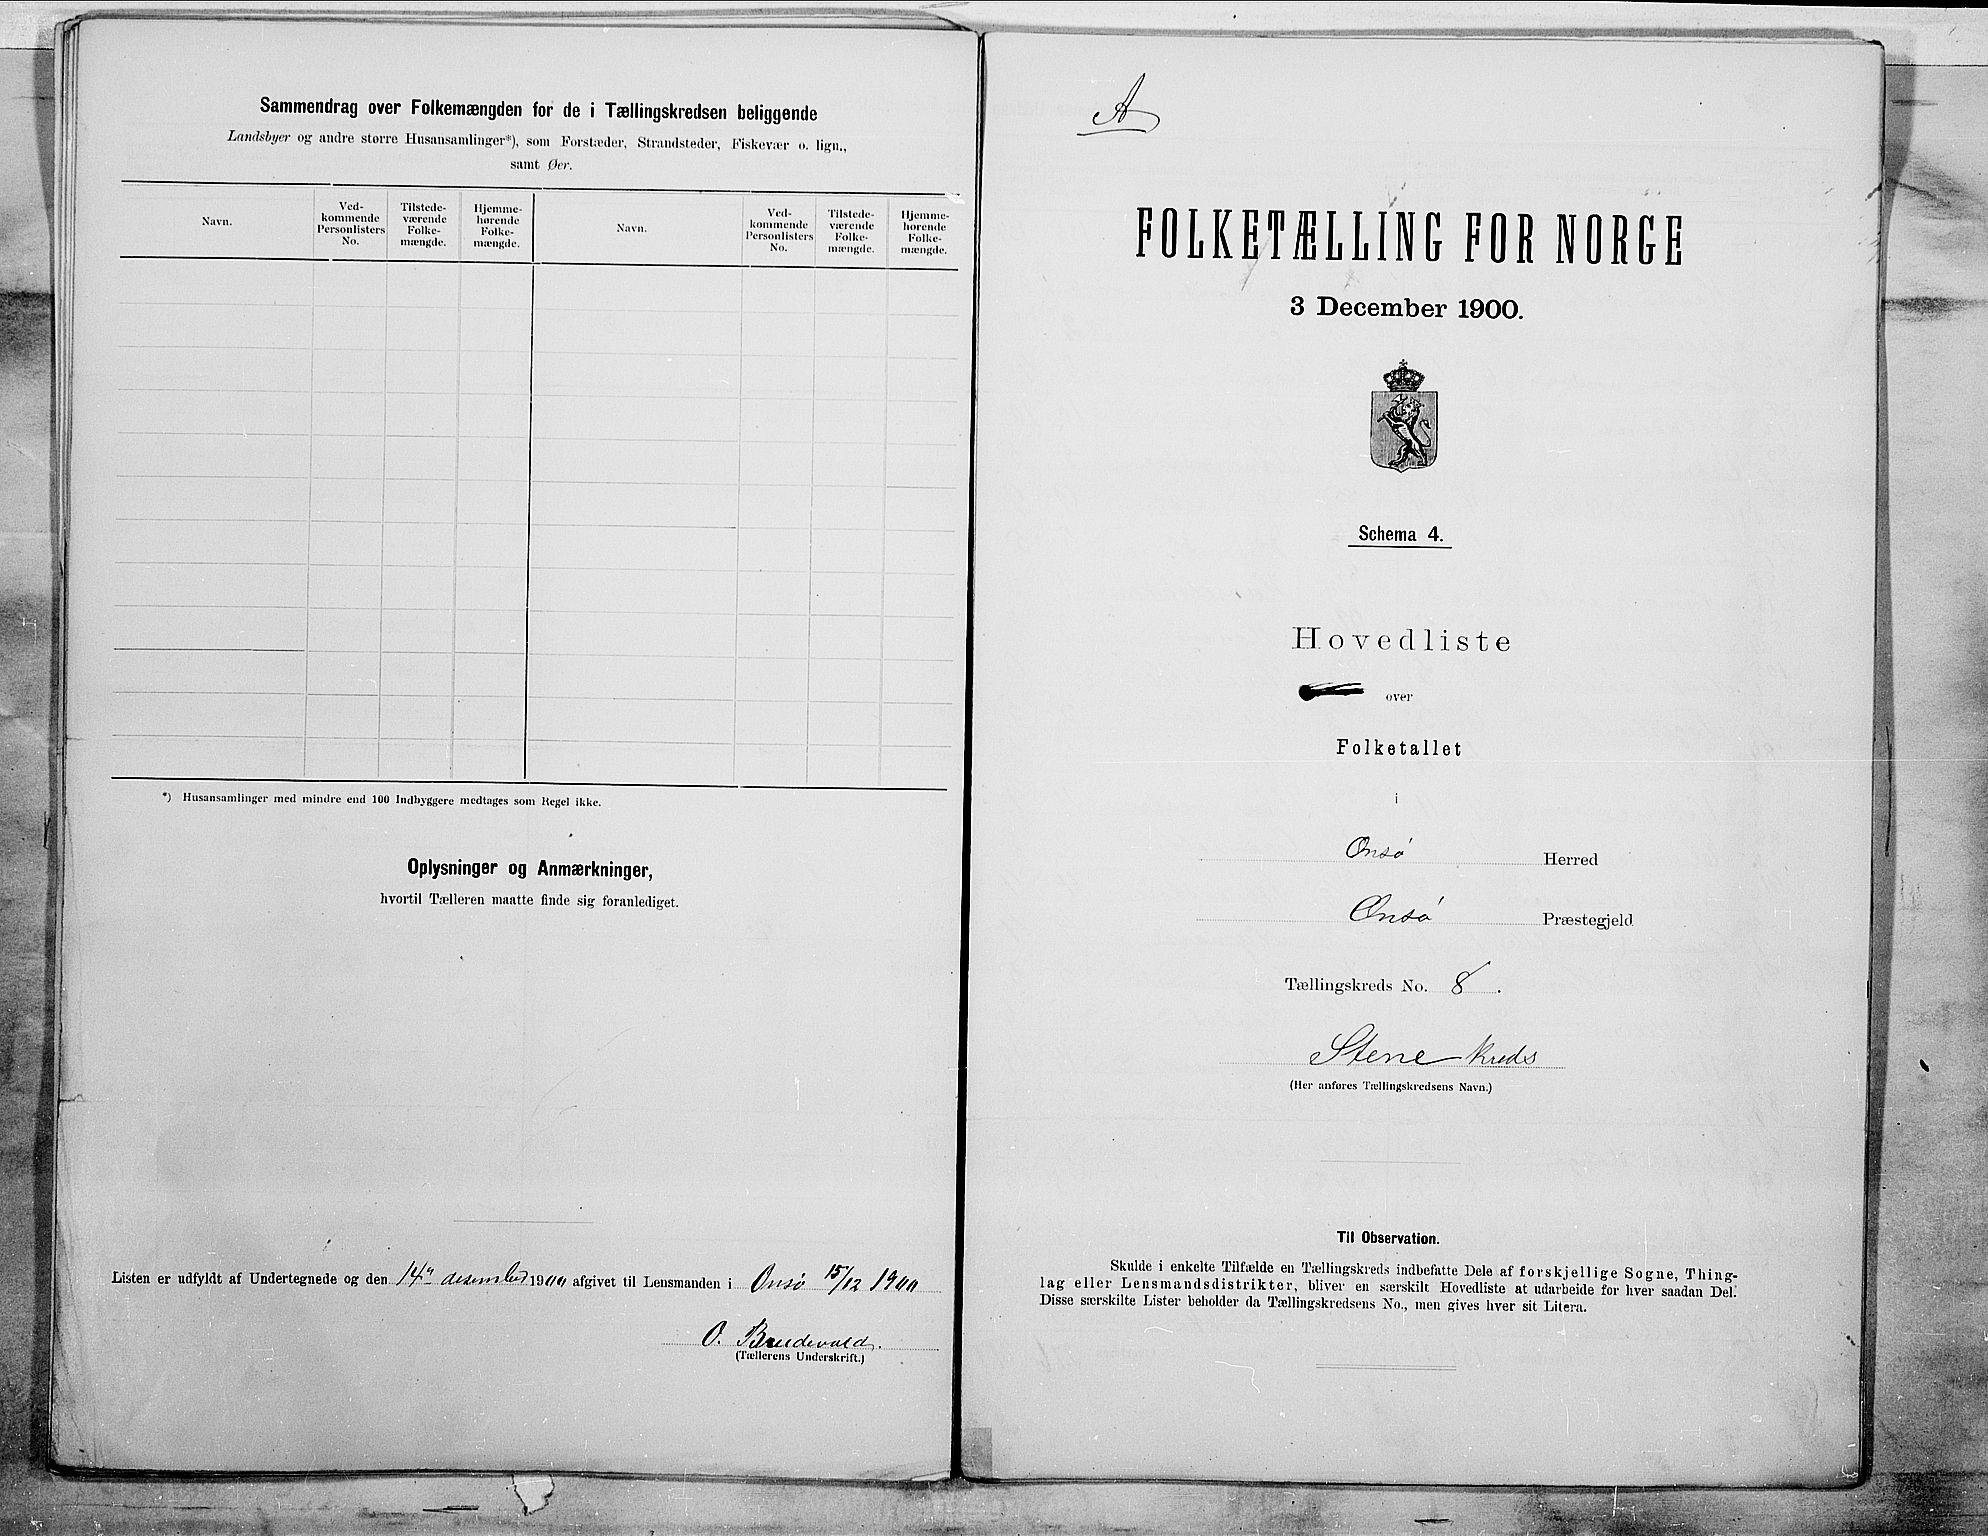 Sammendrag over Folkemængden for de i Tællingskredsen beliggende
Landsbyer og andre større Husansamlinger*), som Forstæder, Strandsteder, Fiskevær o. lign.,
samt Øer.
Navn.
Ved-
kommende
Personlisters
No.
Tilstede-
værende
Folke-
mængde.
Hjemme-
hørende
Folke-
mængde.
Navn.
Ved-
kommende
Personlisters
No.
Tilstede-
værende
Folke-
mængde.
Hjemme-
hørende
Folke-
mængde.
*) Husansamlinger med mindre end 100 Indbyggere medtages som Regel ikke.
Oplysninger og Anmærkninger,
hvortil Tælleren maatte finde sig foranlediget.
Listen er udfyldt af Undertegnede og den 14de desember 1900 afgivet til Lensmanden i Onsø 15/12 1900
O. Brudevold.
(Tællerens Underskrift.)
A
FOLKETÆLLING FOR NORGE
3 December 1900.
Schema 4.
Hovedliste
over
Folketallet
i
Onsø Herred
Onsø Præstegjeld
Tællingskreds No. 8.
Stene kreds
(Her anføres Tællingskredsens Navn.)
Til Observation.
Skulde i enkelte Tilfælde en Tællingskreds indbefatte Dele af forskjellige Sogne, Thing-
lag eller Lensmandsdistrikter, bliver en særskilt Hovedliste at udarbeide for hver saadan Del.
Disse særskilte Lister beholder da Tællingskredsens No., men gives hver sit Litera.